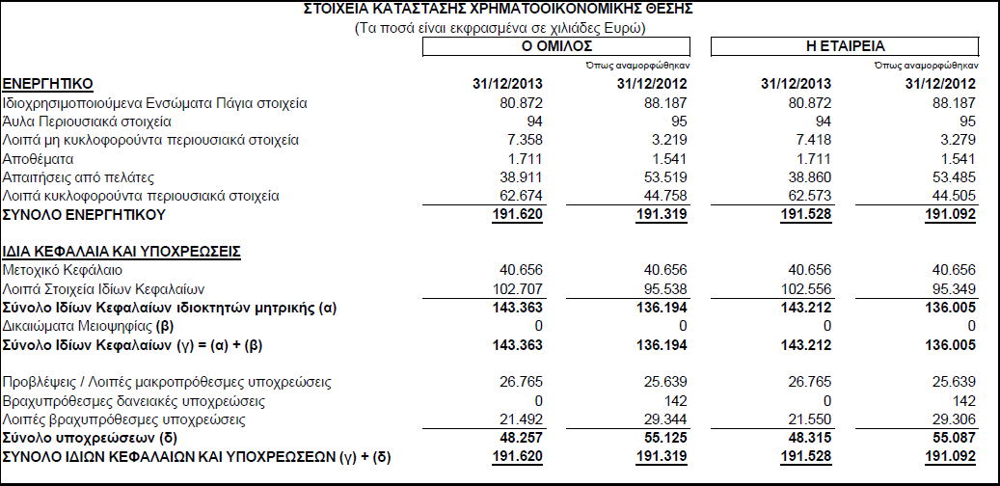 ΣΤΟΙΧΕΙΑ ΚΑΤΑΣΤΑΣΗΣ ΧΡΗΜΑΤΟΟΙΚΟΝΟΜΙΚΗΣ ΘΕΣΗΣ
(Τα ποσά είναι εκφρασμένα σε χιλιάδες Ευρώ)
Ο ΟΜΙΛΟΣ Η ΕΤΑΙΡΕΙΑ
Όπως αναμορφώθηκαν Όπως αναμορφώθηκαν
ΕΝΕΡΓΗΤΙΚΟ 31/12/2013 31/12/2012 31/12/2013 31/12/2012
Ιδιοχρησιμοποιούμενα Ενσώματα Πάγια στοιχεία 80.872 88.187 80.872 88.187
Άυλα Περιουσιακά στοιχεία 94 95 94 95
Λοιπά μη κυκλοφορούντα περιουσιακά στοιχεία 7.358 3.219 7.418 3.279
Αποθέματα 1.711 1.541 1.711 1.541
Απαιτήσεις από πελάτες 38.911 53.519 38.860 53.485
Λοιπά κυκλοφορούντα περιουσιακά στοιχεία 62.674 44.758 62.573 44.505
ΣΥΝΟΛΟ ΕΝΕΡΓΗΤΙΚΟΥ 191.620 191.319 191.528 191.092
ΙΔΙΑ ΚΕΦΑΛΑΙΑ ΚΑΙ ΥΠΟΧΡΕΩΣΕΙΣ
Μετοχικό Κεφάλαιο 40.656 40.656 40.656 40.656
Λοιπά Στοιχεία Ιδίων Κεφαλαίων 102.707 95.538 102.556 95.349
Σύνολο Ιδίων Κεφαλαίων ιδιοκτητών μητρικής (α) 143.363 136.194 143.212 136.005
Δικαιώματα Μειοψηφίας (β) 0 0 0 0
Σύνολο Ιδίων Κεφαλαίων (γ) = (α) + (β) 143.363 136.194 143.212 136.005
Προβλέψεις / Λοιπές μακροπρόθεσμες υποχρεώσεις 26.765 25.639 26.765 25.639
Βραχυπρόθεσμες δανειακές υποχρεώσεις 0 142 0 142
Λοιπές βραχυπρόθεσμες υποχρεώσεις 21.492 29.344 21.550 29.306
Σύνολο υποχρεώσεων (δ) 48.257 55.125 48.315 55.087
ΣΥΝΟΛΟ ΙΔΙΩΝ ΚΕΦΑΛΑΙΩΝ ΚΑΙ ΥΠΟΧΡΕΩΣΕΩΝ (γ) + (δ) 191.620 191.319 191.528 191.092